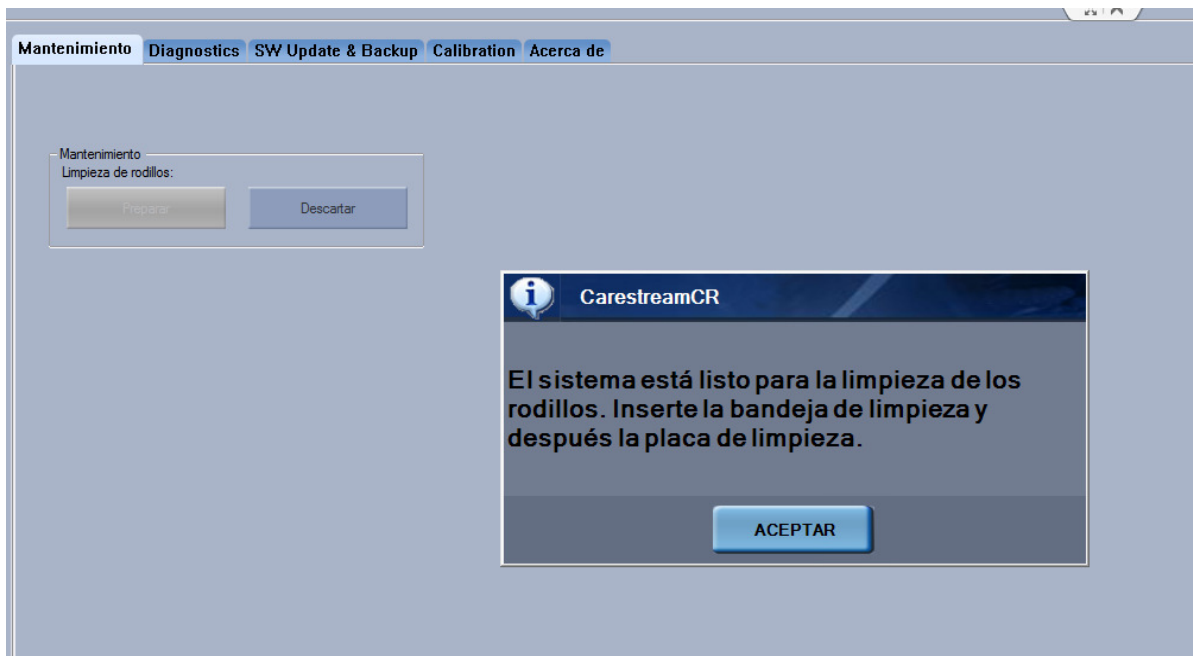 Mantenimiento Diagnostics SW Update & Backup Calibration Acerca de
Mantenimiento
Limpieza de rodillos:
Preparar Descartar
CarestreamCR
El sistema está listo para la limpieza de los
rodillos. Inserte la bandeja de limpieza y
después la placa de limpieza.
ACEPTAR